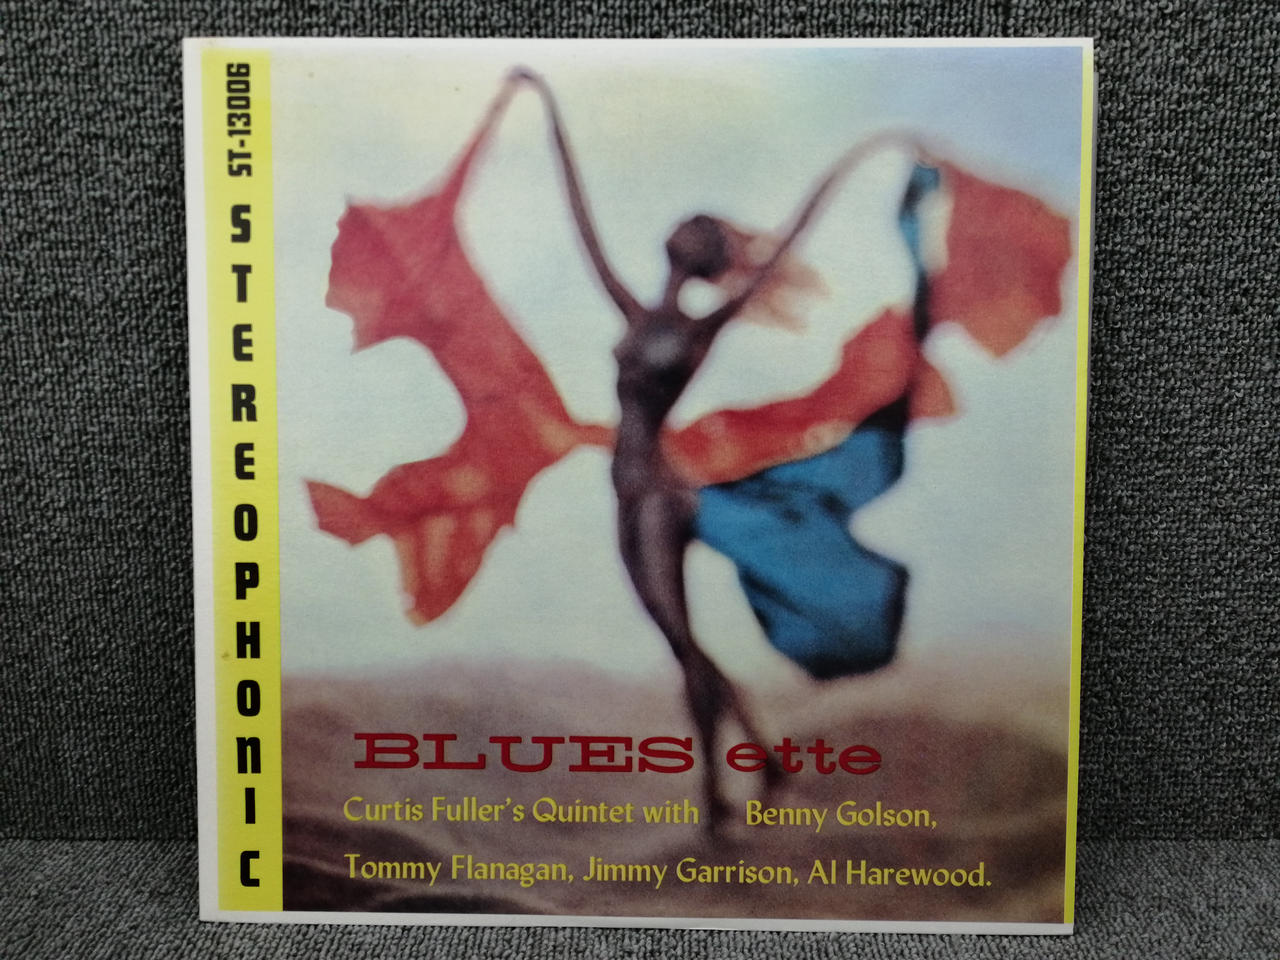 ST-13006 STEREOPHONIC
BLUES ette
Curtis Fuller's Quintet with Benny Golson,
Tommy Flanagan, Jimmy Garrison, Al Harewood.